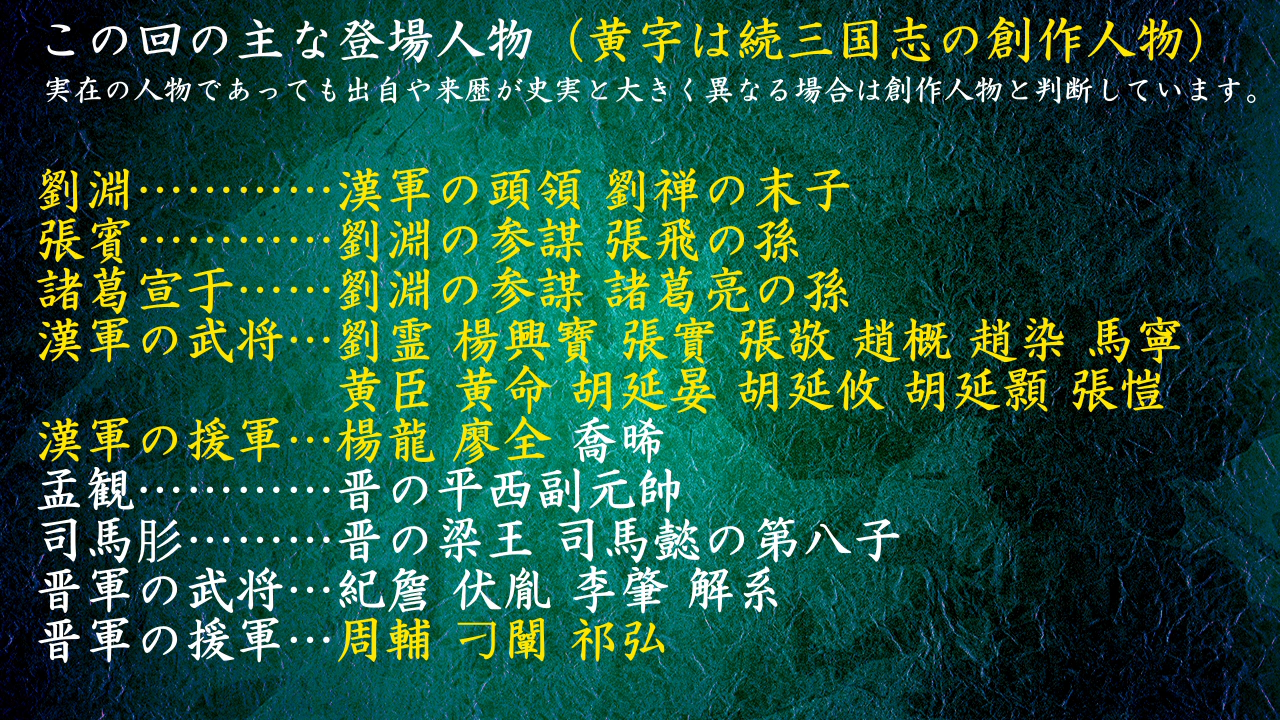 この回の主な登場人物（黄字は続三国志の創作人物）
実在の人物であっても出自や来歴が史実と大きく異なる場合は創作人物と判断しています。
劉淵…………漢軍の頭領 劉禅の末子
張賓…………劉淵の参謀 張飛の孫
諸葛宣于……劉淵の参謀 諸葛亮の孫
漢軍の武将…劉霊 楊興寶 張實 張敬 趙概 趙染 馬寧
黄臣 黄命 胡延晏 胡延攸 胡延顥 張愷
漢軍の援軍…楊龍 廖全 喬晞
孟観…………晋の平西副元帥
司馬肜………晋の梁王 司馬懿の第八子
晋軍の武将…紀詹 伏胤 李肇 解系
晋軍の援軍…周輔 刁闡 祁弘